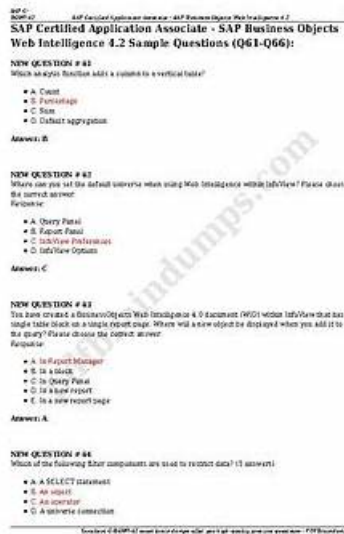 SAP Certified Application Associate - SAP Business Objects
Web Intelligence 4.2 Sample Questions (Q61-Q66):
NEW QUESTION # 61
Which analysis function adds a column to a vertical table?
A. Count
B. Percentage
C. Sum
D. Default aggregation
Answer: B
NEW QUESTION # 62
Where can you set the default universe when using Web Intelligence within InfoView? Please choose
the correct answer
Response:
A. Query Panel
B. Report Panel
C. InfoView Preferences
D. InfoView Options
Answer: C
NEW QUESTION # 63
You have created a BusinessObjects Web Intelligence 4.0 document (WID) within InfoView that has
single table block on a single report page. Where will a new object be displayed when you add it to
the query? Please choose the correct answer
Response:
A. In Report Manager
B. In a block
C. In Query Panel
D. In a new report
E. In a new report page
Answer: A
NEW QUESTION # 64
Which of the following filter components are used to restrict data? (3 answers)
A. A SELECT statement
B. An object
C. An operator
D. A universe connection